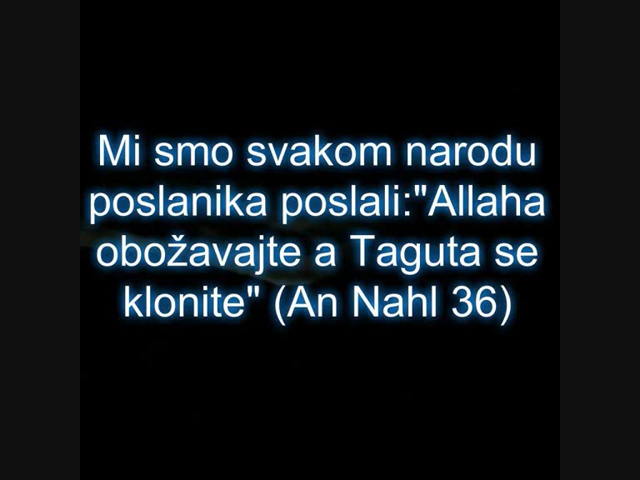 Mi smo svakom narodu
poslanika poslali:"Allaha
obožavajte a Taguta se
klonite" (An Nahl 36)